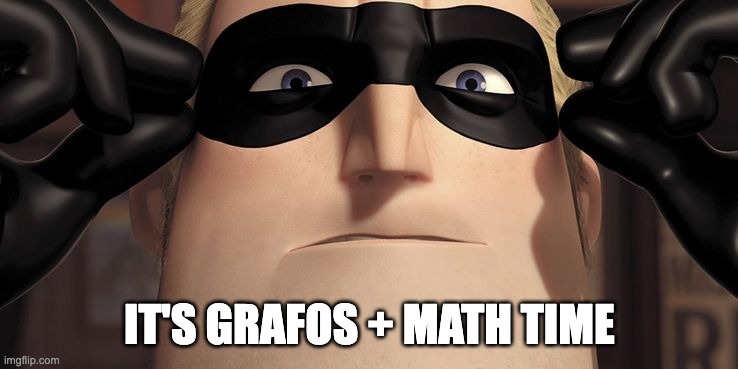 IT'S GRAFOS + MATH TIME
imgflip.com